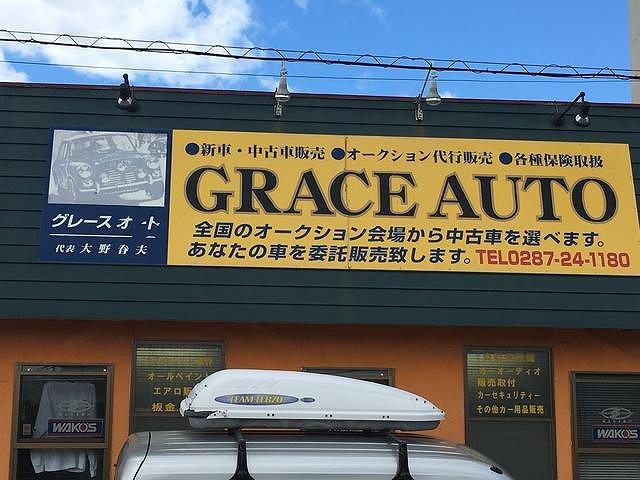 ●新車・中古車販売 ●オークション代行販売 ●各種保険取扱
GRACE AUTO
全国のオークション会場から中古車を選べます。
あなたの車を委託販売致します。TEL0287-24-1180
グレースオート
代表 大野春夫
オールペイント
エアロ販
板金
カーオーディオ
販売取付
カーセキュリティー
その他カー用品販売
TEAM TERZO
WAKO'S
WAKO'S